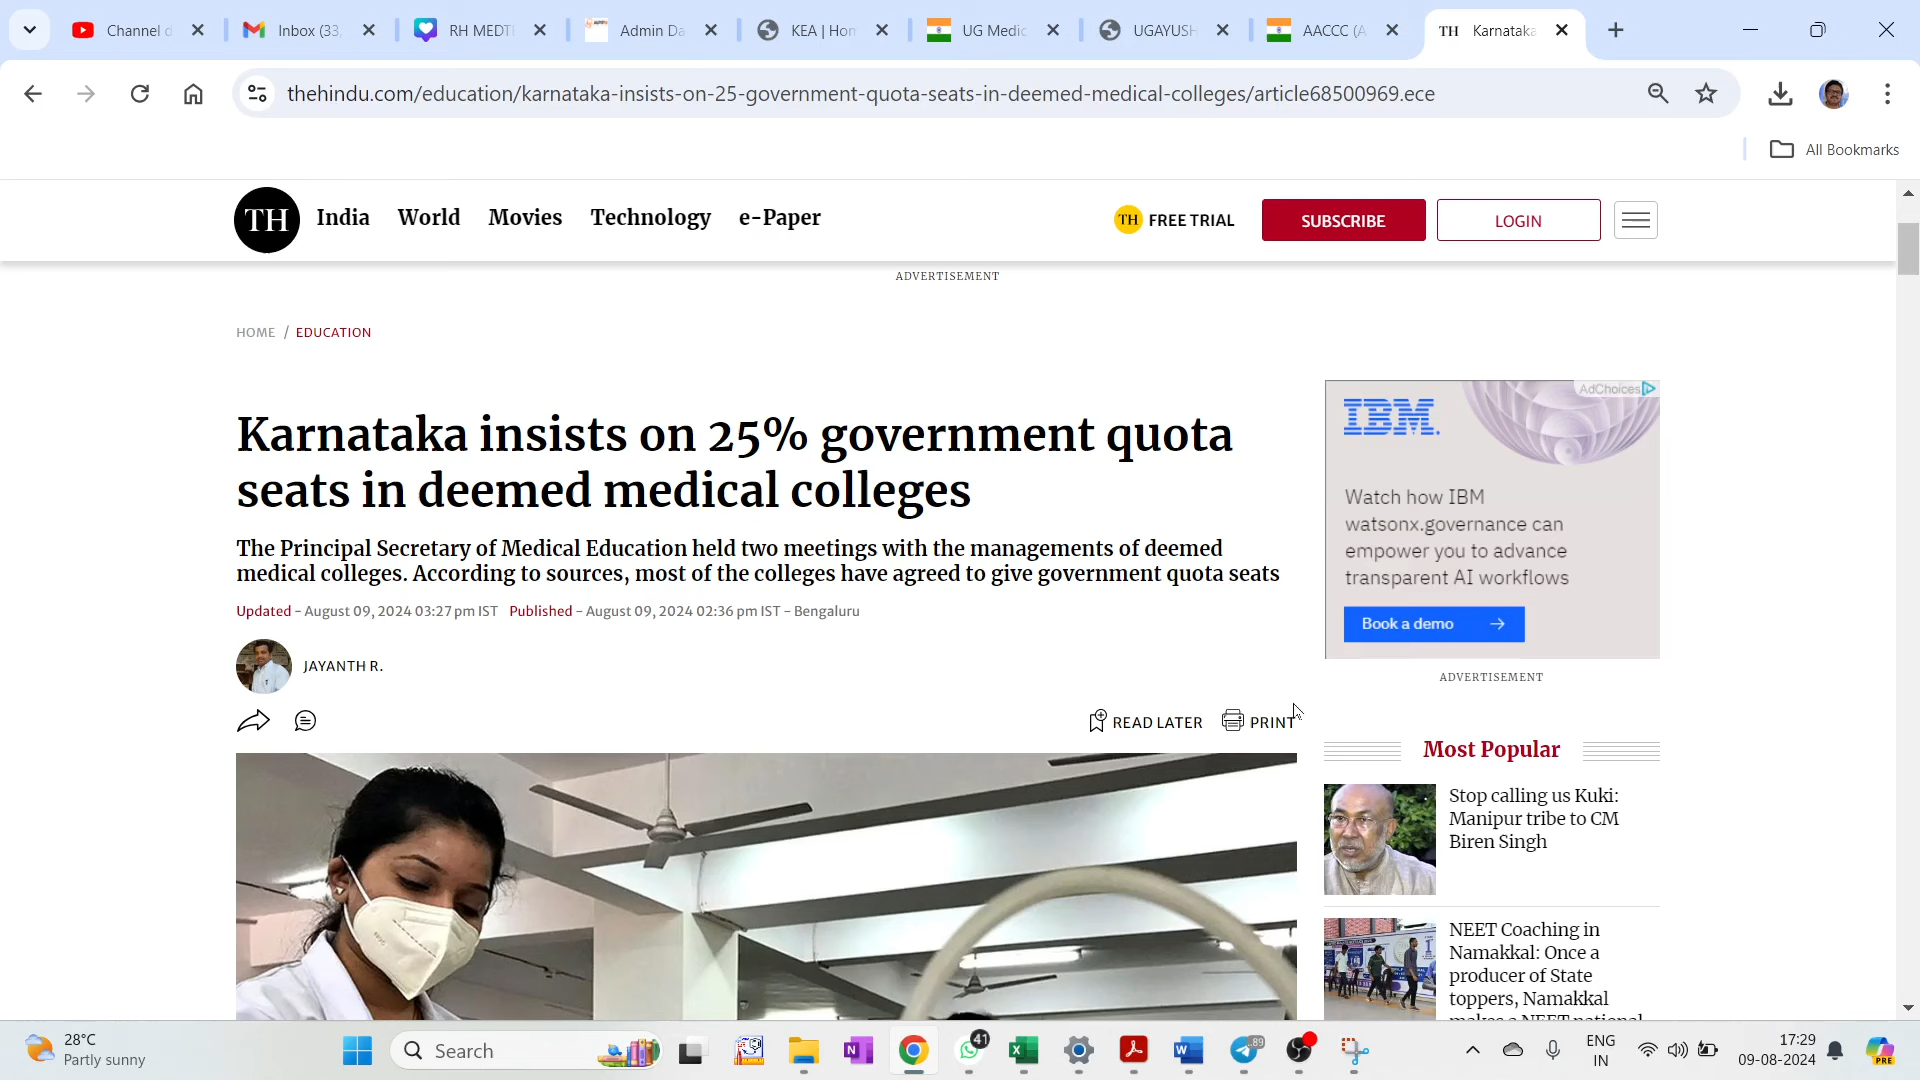 Channel d
Inbox (33,
RH MEDTI
Admin Da
KEA | Hom
UG Medic
UGAYUSH
AACCC (A
TH Karnataka
thehindu.com/education/karnataka-insists-on-25-government-quota-seats-in-deemed-medical-colleges/article68500969.ece
All Bookmarks
TH India World Movies Technology e-Paper
TH FREE TRIAL SUBSCRIBE LOGIN
ADVERTISEMENT
HOME / EDUCATION
Karnataka insists on 25% government quota
seats in deemed medical colleges
The Principal Secretary of Medical Education held two meetings with the managements of deemed
medical colleges. According to sources, most of the colleges have agreed to give government quota seats
Updated - August 09, 2024 03:27 pm IST Published - August 09, 2024 02:36 pm IST - Bengaluru
JAYANTH R.
READ LATER PRINT
AdChoices
IBM.
Watch how IBM
watsonx.governance can
empower you to advance
transparent AI workflows
Book a demo →
ADVERTISEMENT
Most Popular
Stop calling us Kuki:
Manipur tribe to CM
Biren Singh
NEET Coaching in
Namakkal: Once a
producer of State
toppers, Namakkal
makes a NEET national
28°C
Partly sunny
Search
41
89
ENG
IN
17:29
09-08-2024
PRE